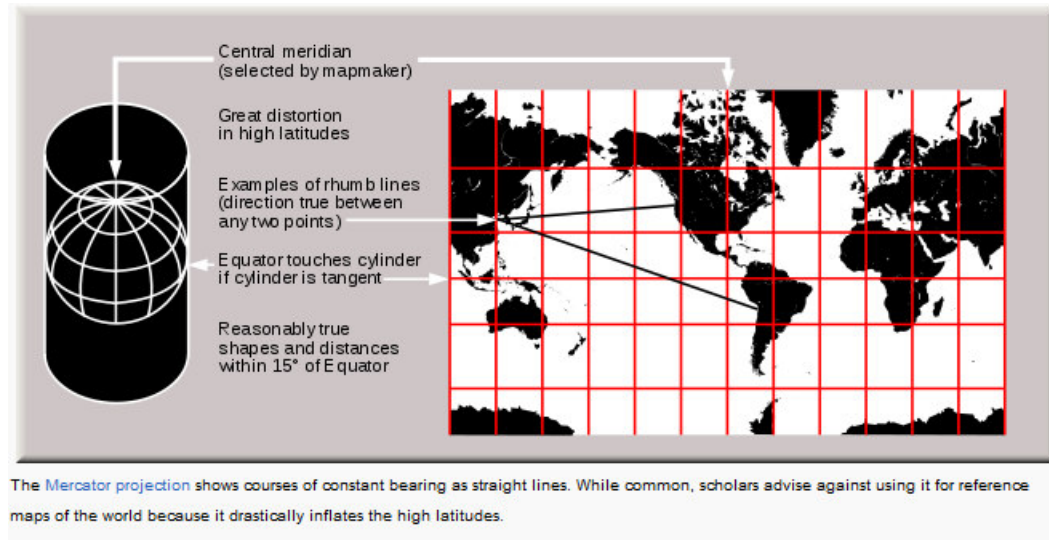 Central meridian
(selected by mapmaker)
Great distortion
in high latitudes
Examples of rhumb lines
(direction true between
any two points)
Equator touches cylinder
if cylinder is tangent
Reasonably true
shapes and distances
within 15° of Equator
The Mercator projection shows courses of constant bearing as straight lines. While common, scholars advise against using it for reference
maps of the world because it drastically inflates the high latitudes.